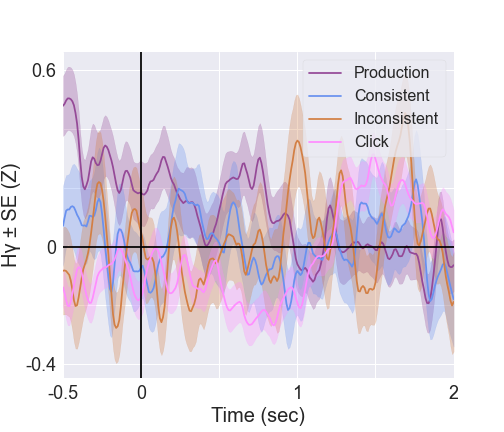 Production
Consistent
Inconsistent
Click
0.6
0
-0.4
Hγ ± SE (Z)
-0.5
0
1
2
Time (sec)